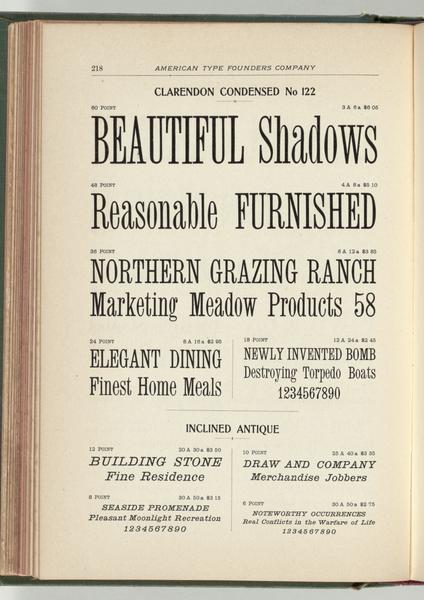 218
AMERICAN TYPE FOUNDERS COMPANY
CLARENDON CONDENSED No 122
60 POINT 3 A 6 a $6 05
BEAUTIFUL Shadows
48 POINT 4 A 8 a $5 10
Reasonable FURNISHED
36 POINT 6 A 12 a $3 85
NORTHERN GRAZING RANCH
Marketing Meadow Products 58
24 POINT 8 A 16 a $2 95
ELEGANT DINING
Finest Home Meals
18 POINT 12 A 24 a $2 45
NEWLY INVENTED BOMB
Destroying Torpedo Boats
1234567890
INCLINED ANTIQUE
12 POINT 20 A 30 a $3 50
BUILDING STONE
Fine Residence
10 POINT 25 A 40 a $3 35
DRAW AND COMPANY
Merchandise Jobbers
8 POINT 30 A 50 a $3 15
SEASIDE PROMENADE
Pleasant Moonlight Recreation
1234567890
6 POINT 30 A 50 a $2 75
NOTEWORTHY OCCURRENCES
Real Conflicts in the Warfare of Life
1234567890